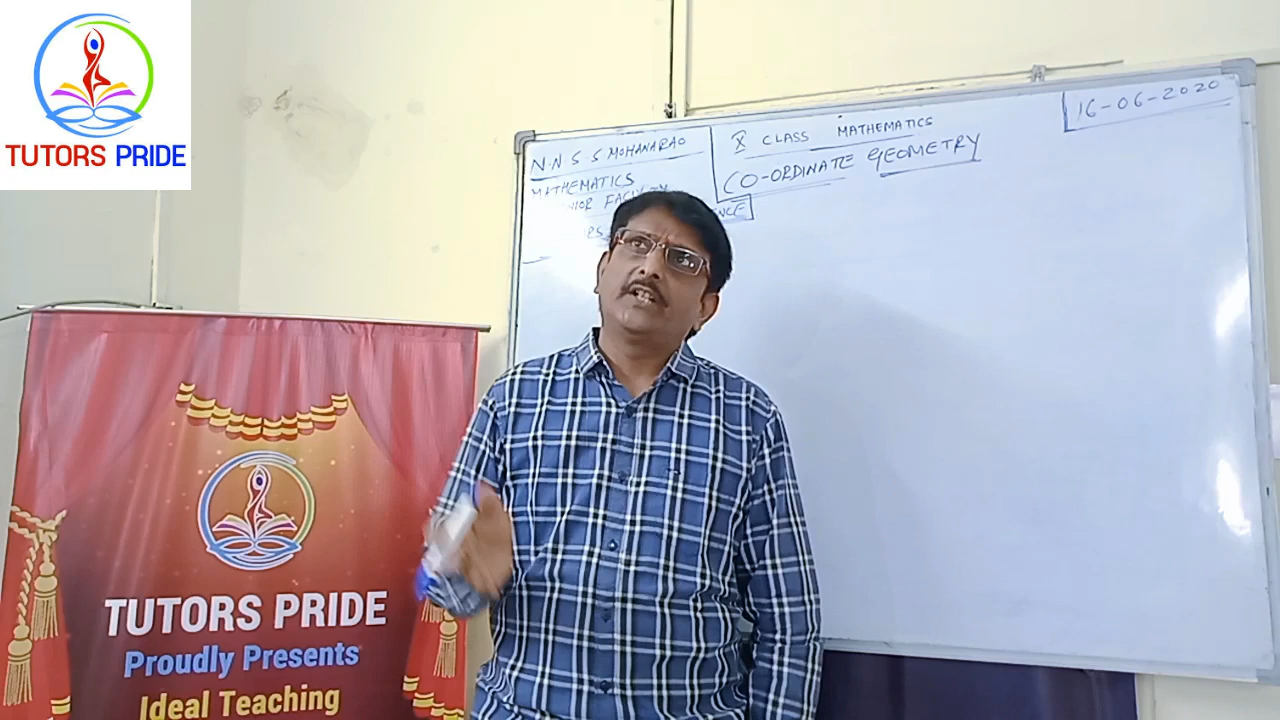 TUTORS PRIDE
N.N S S MOHANARAO
MATHEMATICS
X CLASS MATHEMATICS
CO-ORDINATE GEOMETRY
16-06-2020
TUTORS PRIDE
Proudly Presents
Ideal Teaching